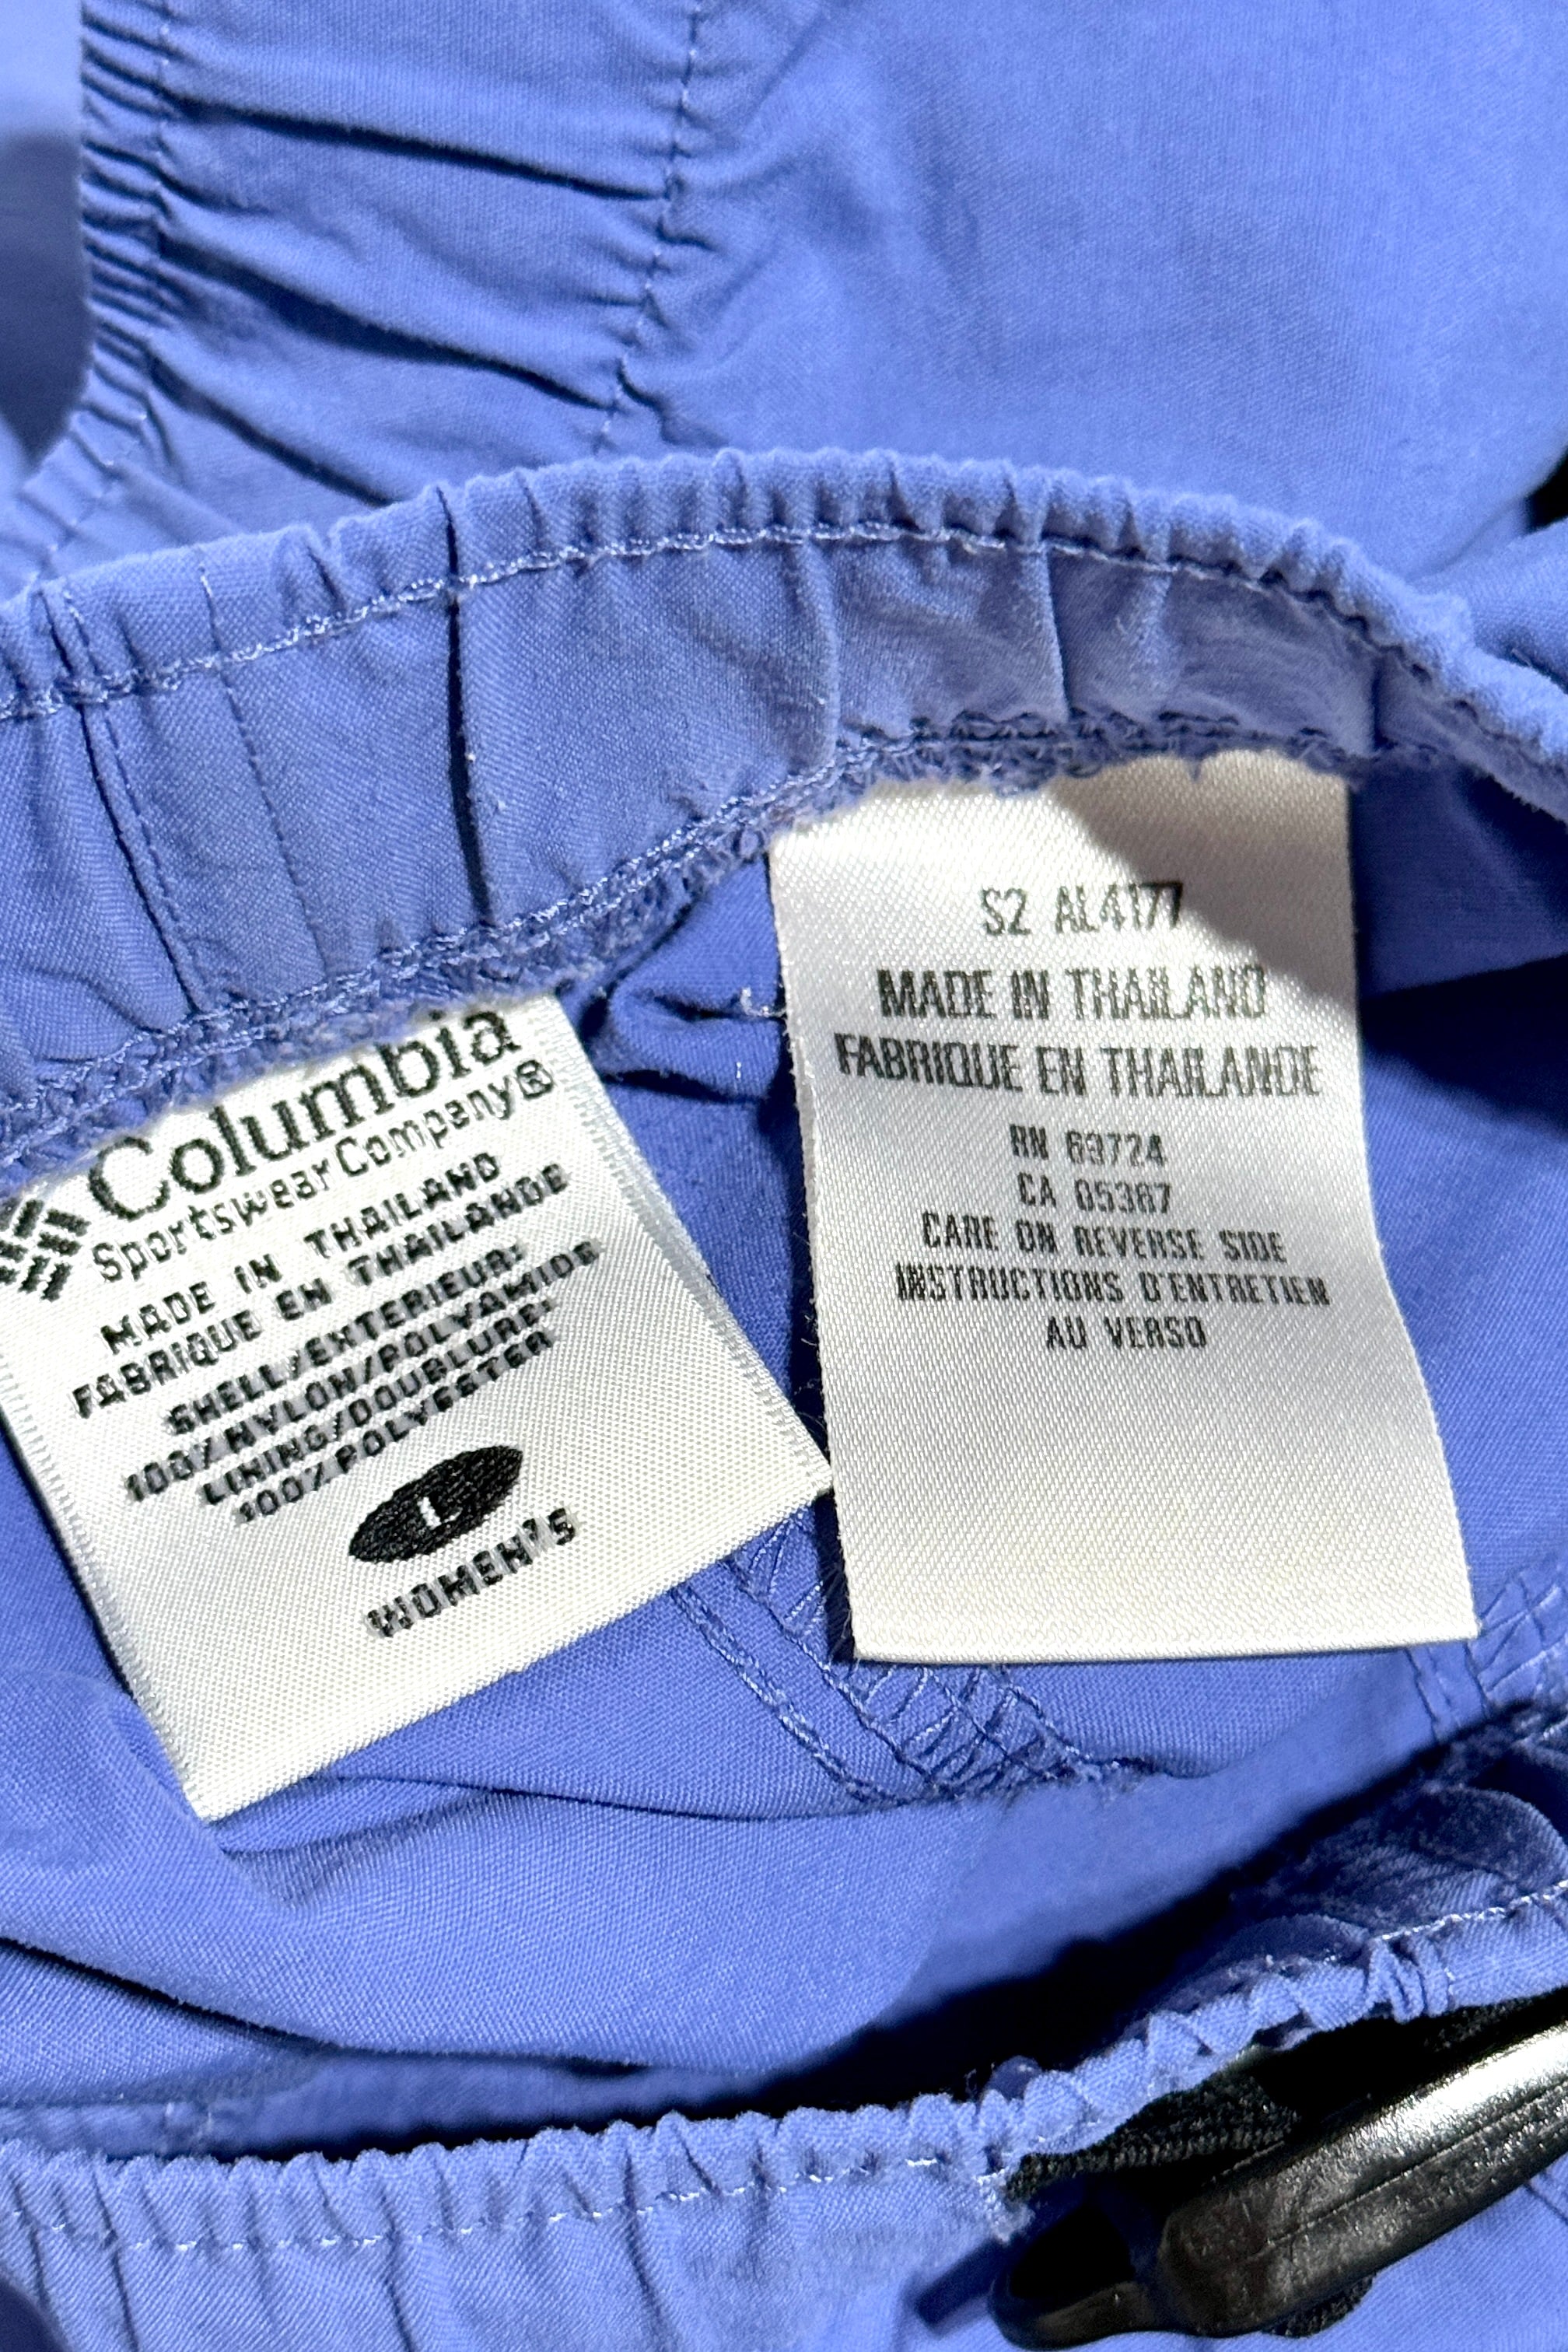 Columbia
Sportswear Company®
MADE IN THAILAND
FABRIQUE EN THAILANDE
SHELL/EXTERIEUR:
100%NYLON/POLYAMIDE
LINING/DOUBLURE:
100%POLYESTER
L
WOMEN'S
S2 AL4177
MADE IN THAILAND
FABRIQUE EN THAILANDE
RN 69724
CA 05367
CARE ON REVERSE SIDE
INSTRUCTIONS D'ENTRETIEN
AU VERSO